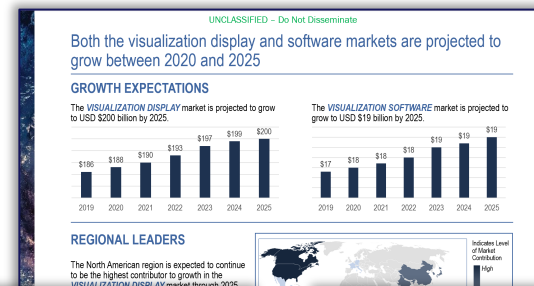 UNCLASSIFIED – Do Not Disseminate
Both the visualization display and software markets are projected to
grow between 2020 and 2025
GROWTH EXPECTATIONS
The VISUALIZATION DISPLAY market is projected to grow
to USD $200 billion by 2025.
$186 $188 $190 $193 $197 $199 $200
2019 2020 2021 2022 2023 2024 2025
The VISUALIZATION SOFTWARE market is projected to
grow to USD $19 billion by 2025.
$17 $18 $18 $18 $19 $19 $19
2019 2020 2021 2022 2023 2024 2025
REGIONAL LEADERS
The North American region is expected to continue
to be the highest contributor to growth in the
VISUALIZATION DISPLAY market through 2025
Indicates Level
of Market
Contribution
High